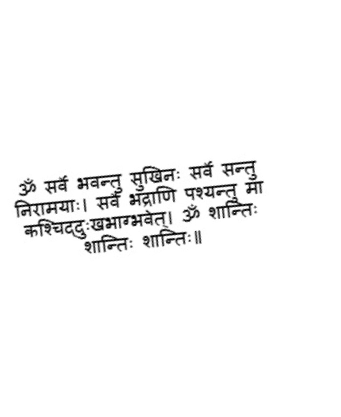 ॐ सर्वे भवन्तु सुखिनः सर्वे सन्तु
निरामयाः। सर्वे भद्राणि पश्यन्तु मा
कश्चिद्दुःखभाग्भवेत्। ॐ शान्तिः
शान्तिः शान्तिः॥